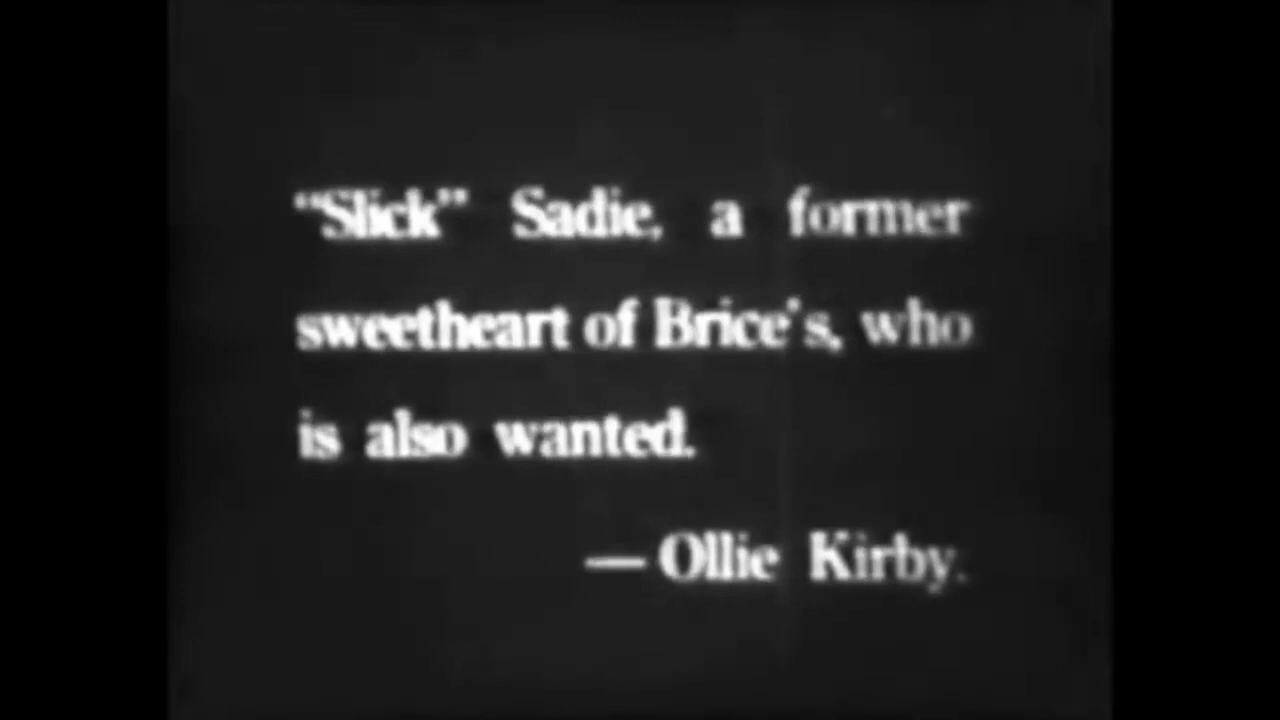 “Slick” Sadie, a former
sweetheart of Brice's, who
is also wanted.
— Ollie Kirby.